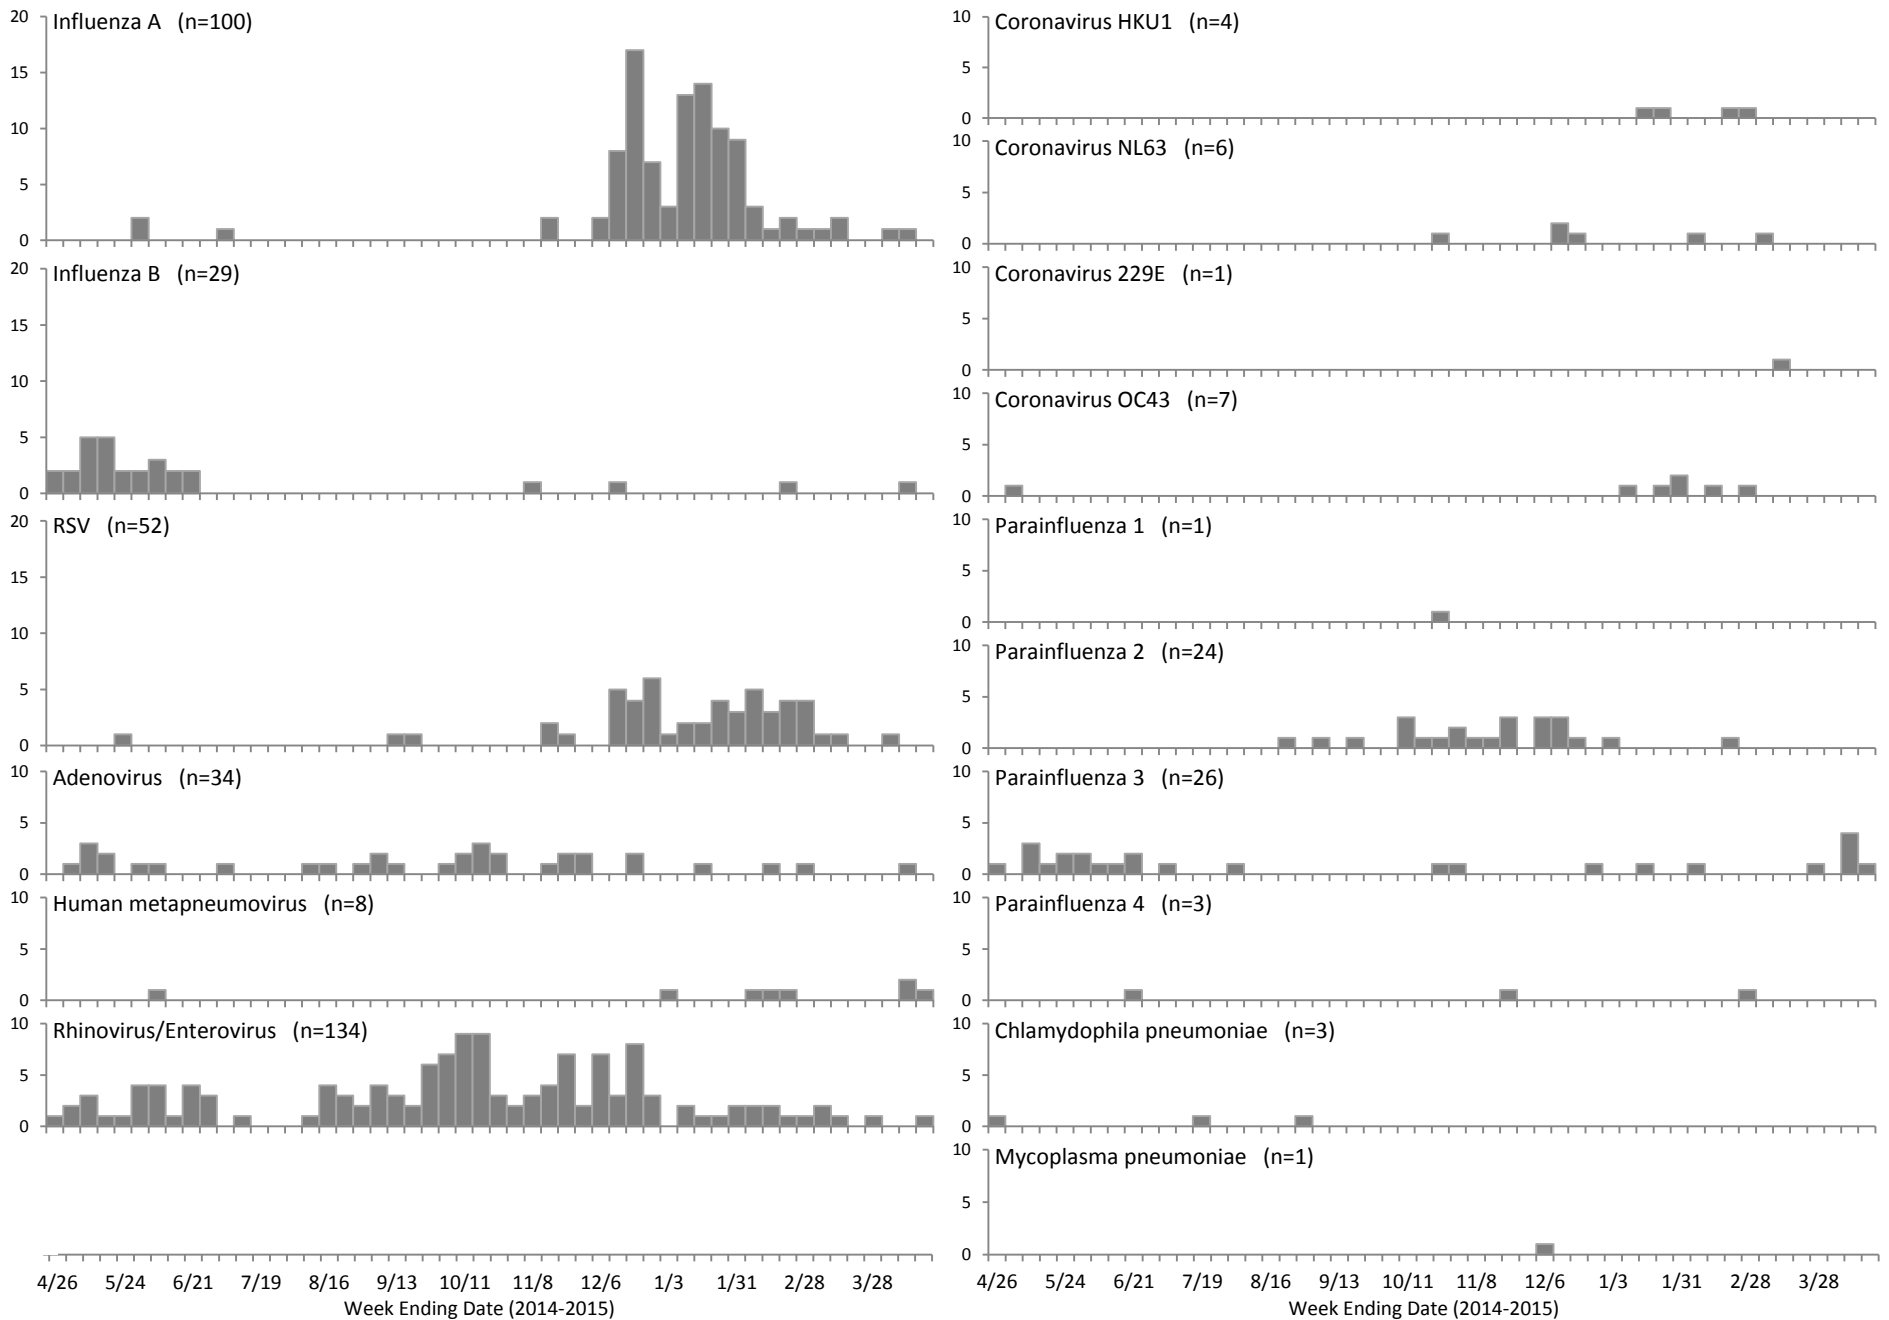 Influenza A (n=100)
20
15
10
5
0
Influenza B (n=29)
20
15
10
5
0
RSV (n=52)
20
15
10
5
0
Adenovirus (n=34)
10
5
0
Human metapneumovirus (n=8)
10
5
0
Rhinovirus/Enterovirus (n=134)
10
5
0
4/26 5/24 6/21 7/19 8/16 9/13 10/11 11/8 12/6 1/3 1/31 2/28 3/28
Week Ending Date (2014-2015)
Coronavirus HKU1 (n=4)
10
5
0
Coronavirus NL63 (n=6)
10
5
0
Coronavirus 229E (n=1)
10
5
0
Coronavirus OC43 (n=7)
10
5
0
Parainfluenza 1 (n=1)
10
5
0
Parainfluenza 2 (n=24)
10
5
0
Parainfluenza 3 (n=26)
10
5
0
Parainfluenza 4 (n=3)
10
5
0
Chlamydophila pneumoniae (n=3)
10
5
0
Mycoplasma pneumoniae (n=1)
10
5
0
4/26 5/24 6/21 7/19 8/16 9/13 10/11 11/8 12/6 1/3 1/31 2/28 3/28
Week Ending Date (2014-2015)